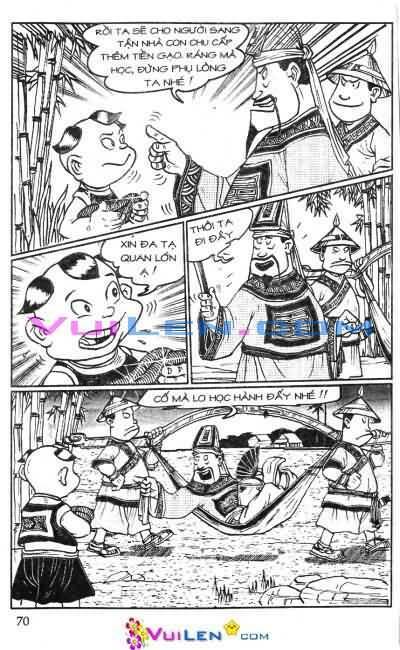 RỒI TA SẼ CHO NGƯỜI SANG
TẬN NHÀ CON CHU CẤP
THÊM TIỀN GẠO. RÁNG MÀ
HỌC, ĐỪNG PHỤ LÒNG
TA NHÉ !
XIN ĐA TẠ
QUAN LỚN
Ạ !
THÔI TA
ĐI ĐÂY
VuiLen.com
CỐ MÀ LO HỌC HÀNH ĐẤY NHÉ !!
70
VuiLen.com